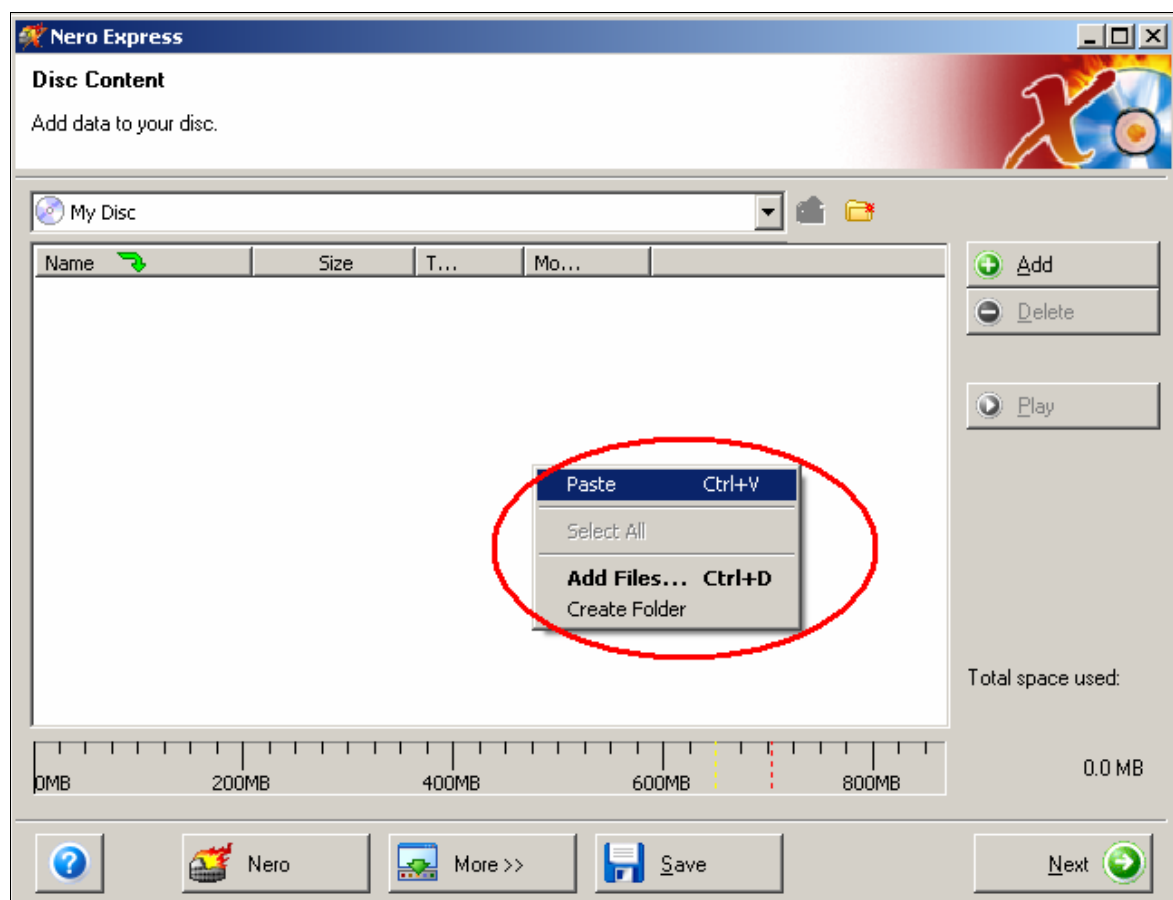 Nero Express
Disc Content
Add data to your disc.
My Disc
Name Size T... Mo...
Add
Delete
Play
Paste Ctrl+V
Select All
Add Files... Ctrl+D
Create Folder
Total space used:
0MB 200MB 400MB 600MB 800MB
0.0 MB
Nero More >> Save Next